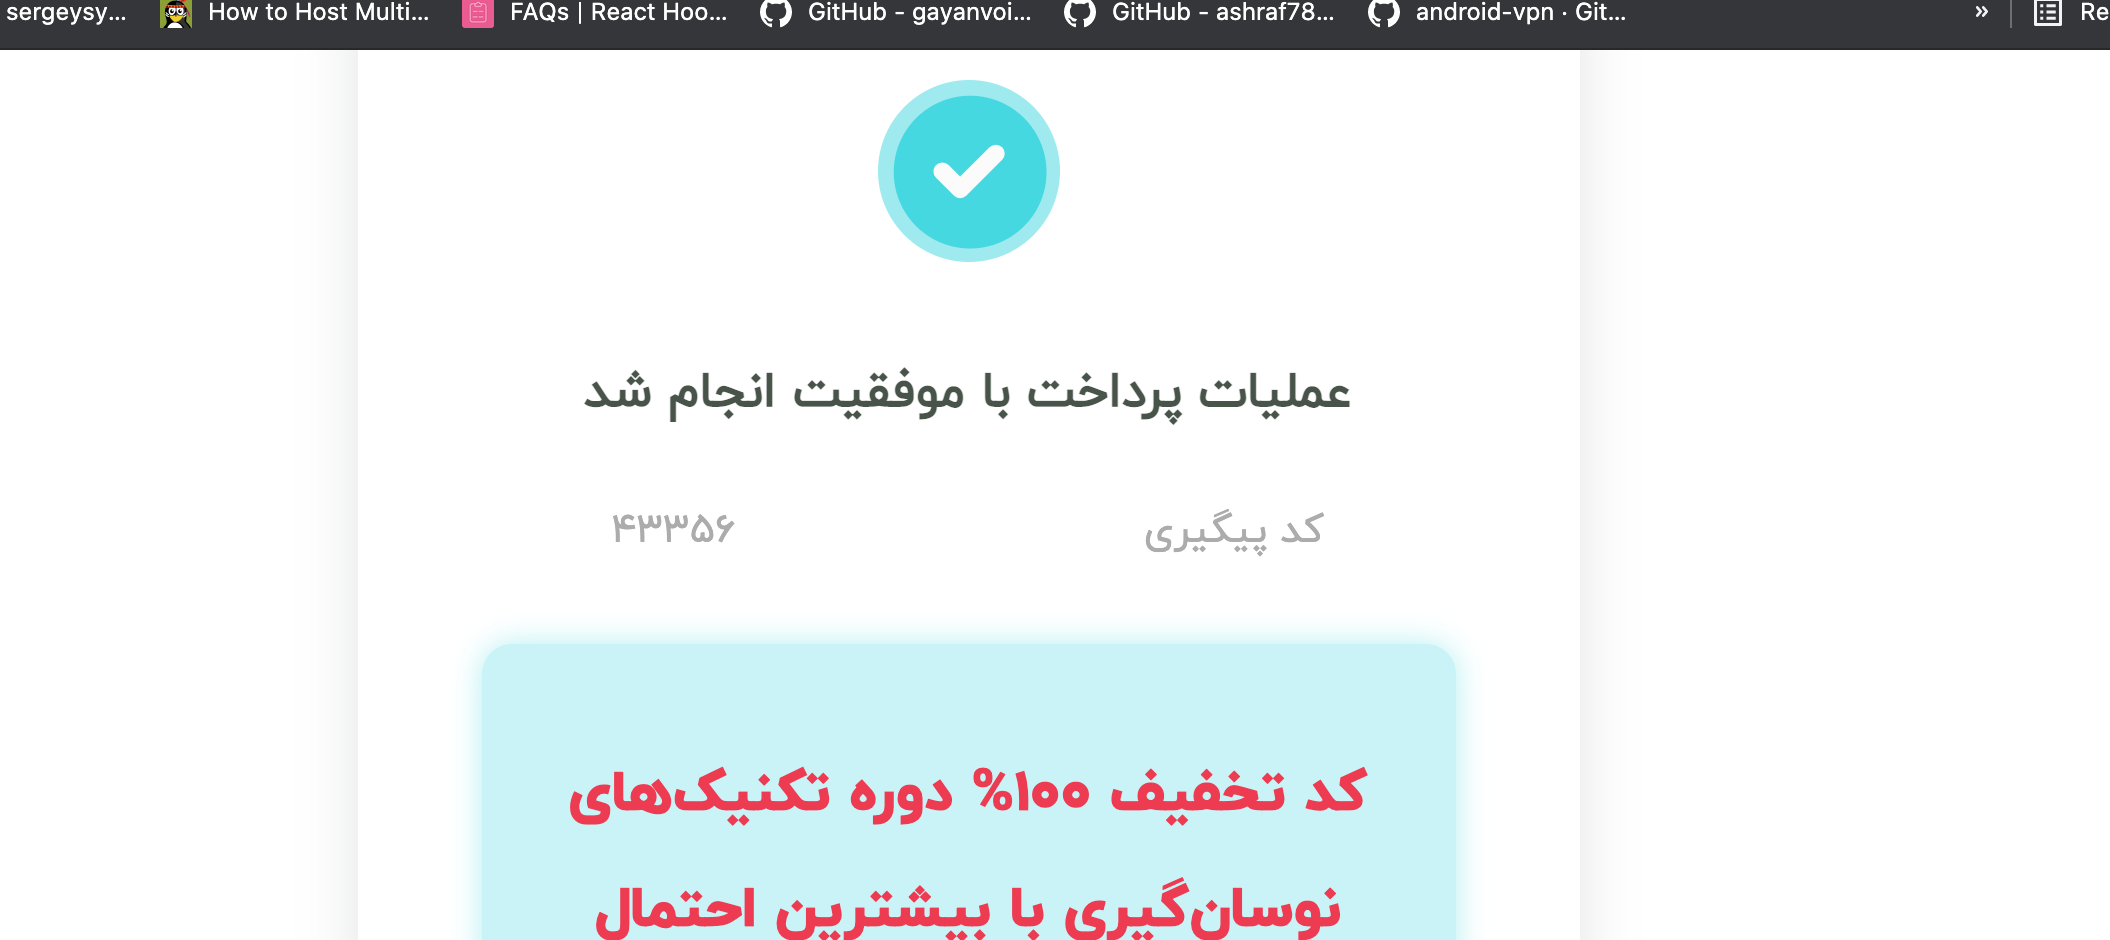 sergeysy...
How to Host Multi...
FAQs | React Hoo...
GitHub - gayanvoi...
GitHub - ashraf78...
android-vpn · Git...
»
Re
عملیات پرداخت با موفقیت انجام شد
کد پیگیری ۴۳۳۵۶
کد تخفیف ۱۰۰% دوره تکنیک‌های
نوسان‌گیری با بیشترین احتمال